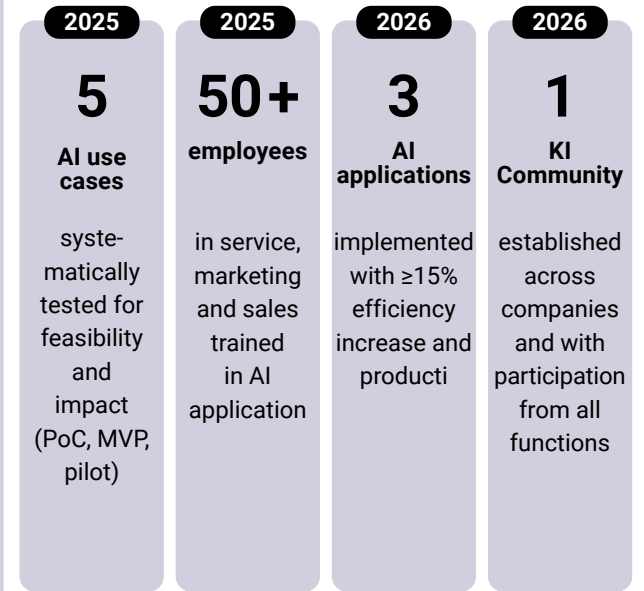 2025
5
AI use
cases
syste-
matically
tested for
feasibility
and
impact
(PoC, MVP,
pilot)
2025
50+
employees
in service,
marketing
and sales
trained
in AI
application
2026
3
AI
applications
implemented
with ≥15%
efficiency
increase and
producti
2026
1
KI
Community
established
across
companies
and with
participation
from all
functions